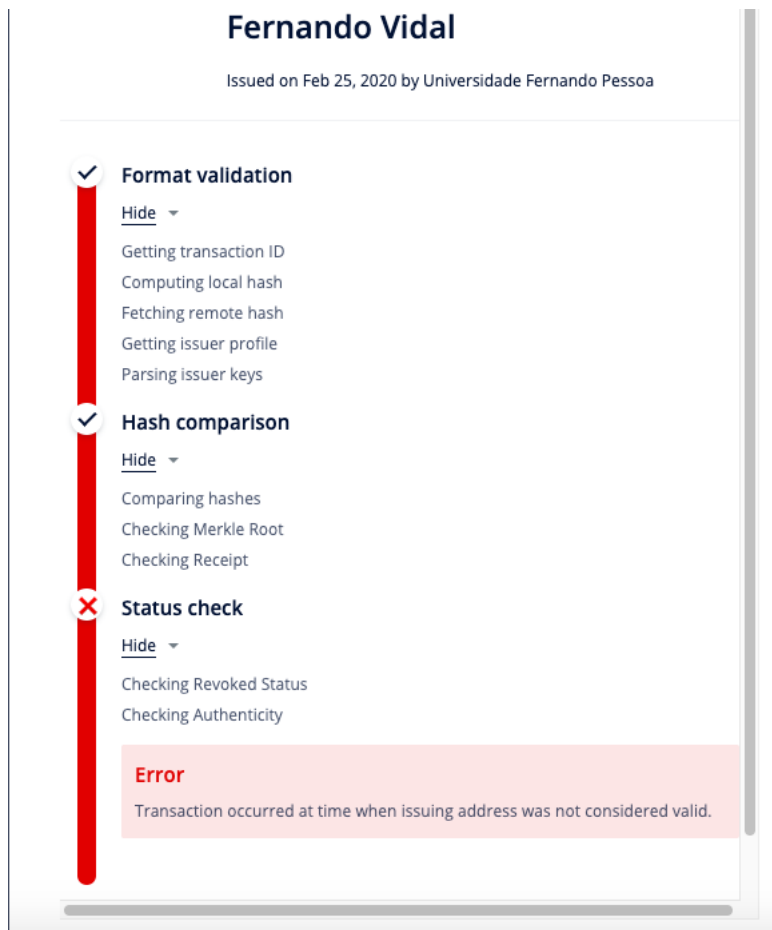 Fernando Vidal
Issued on Feb 25, 2020 by Universidade Fernando Pessoa
Format validation
Hide
Getting transaction ID
Computing local hash
Fetching remote hash
Getting issuer profile
Parsing issuer keys
Hash comparison
Hide
Comparing hashes
Checking Merkle Root
Checking Receipt
Status check
Hide
Checking Revoked Status
Checking Authenticity
Error
Transaction occurred at time when issuing address was not considered valid.